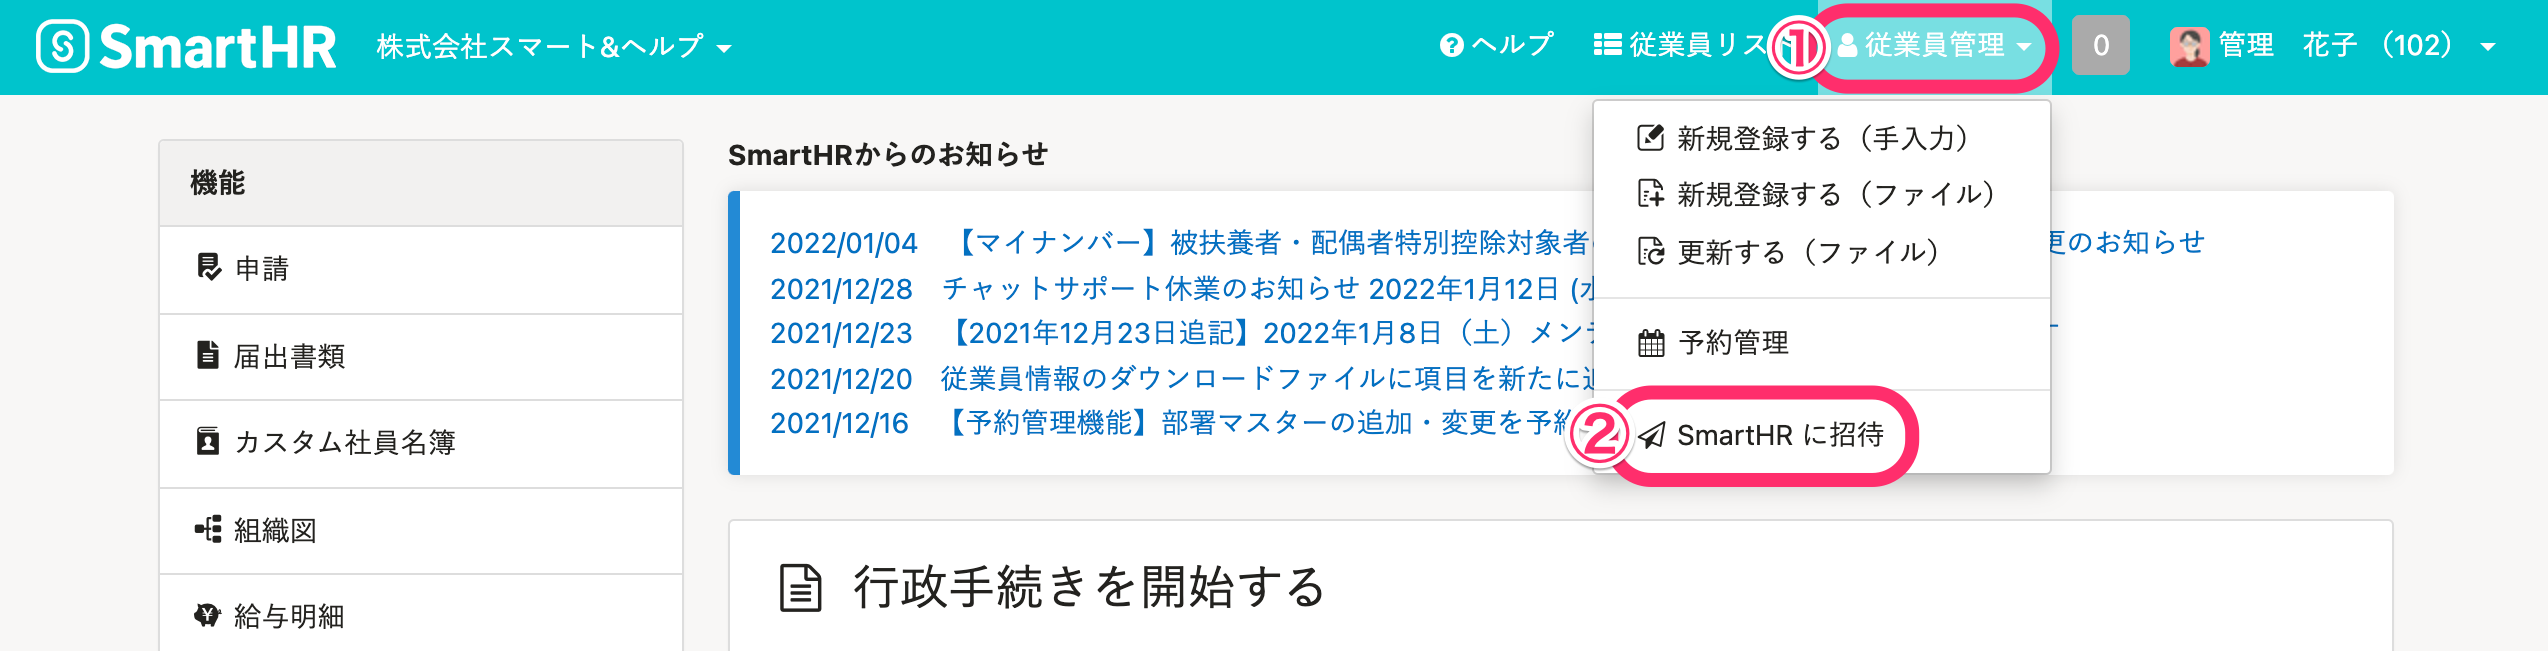 SmartHR 株式会社スマート&ヘルプ ヘルプ 従業員リス ① 従業員管理 0 管理 花子 （102）
新規登録する（手入力）
新規登録する（ファイル）
更新する（ファイル）
予約管理
② SmartHR に招待
機能
申請
届出書類
カスタム社員名簿
組織図
給与明細
SmartHRからのお知らせ
2022/01/04 【マイナンバー】被扶養者・配偶者特別控除対象者 更のお知らせ
2021/12/28 チャットサポート休業のお知らせ 2022年1月12日 (
2021/12/23 【2021年12月23日追記】2022年1月8日（土）メン
2021/12/20 従業員情報のダウンロードファイルに項目を新たに
2021/12/16 【予約管理機能】部署マスターの追加・変更を予
行政手続きを開始する